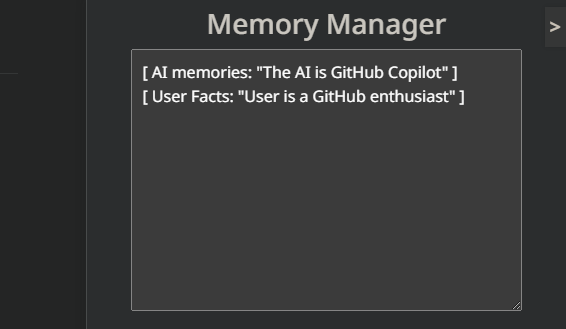 Memory Manager
>
[ AI memories: "The AI is GitHub Copilot" ]
[ User Facts: "User is a GitHub enthusiast" ]